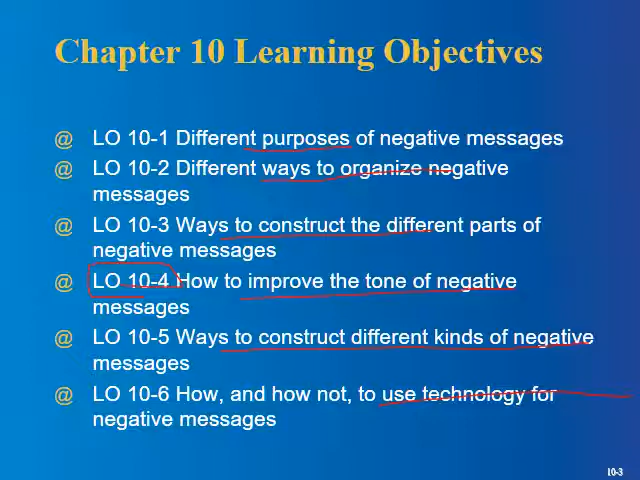 Chapter 10 Learning Objectives
@ LO 10-1 Different purposes of negative messages
@ LO 10-2 Different ways to organize negative
messages
@ LO 10-3 Ways to construct the different parts of
negative messages
@ LO 10-4 How to improve the tone of negative
messages
@ LO 10-5 Ways to construct different kinds of negative
messages
@ LO 10-6 How, and how not, to use technology for
negative messages
10-3